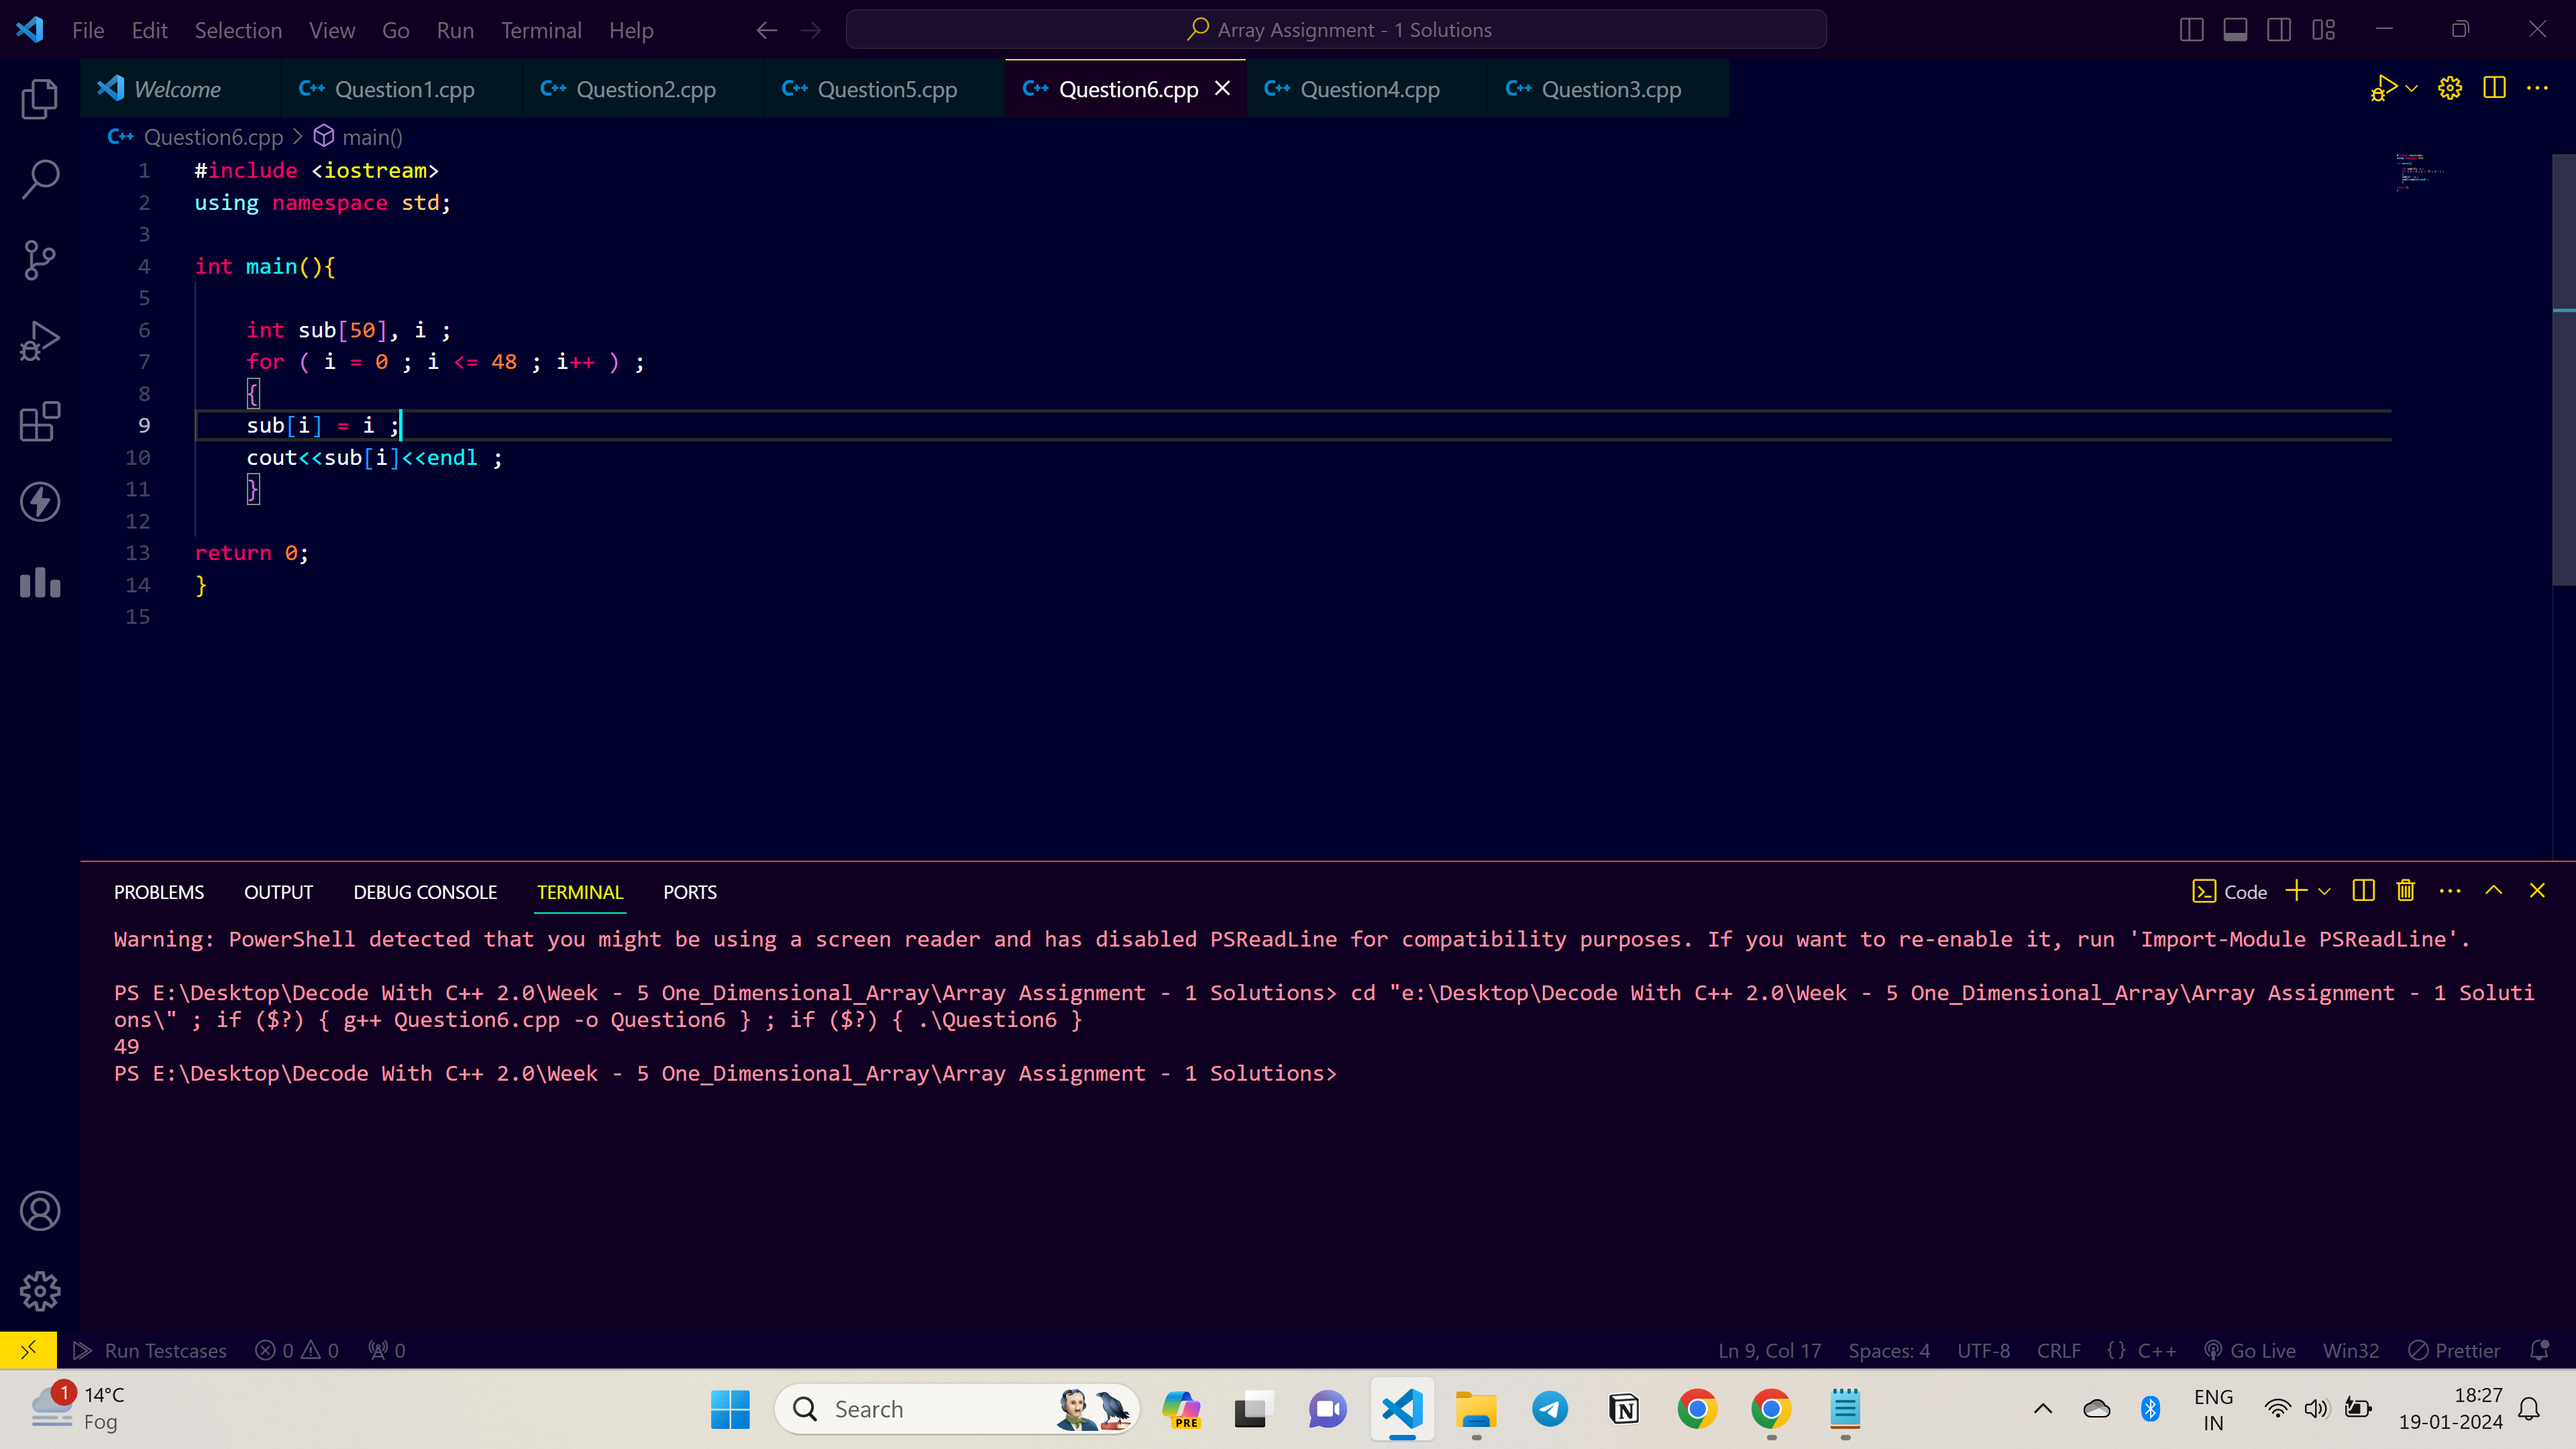 File Edit Selection View Go Run Terminal Help Array Assignment - 1 Solutions
Welcome Question1.cpp Question2.cpp Question5.cpp Question6.cpp Question4.cpp Question3.cpp
Question6.cpp > main()
1 #include <iostream>
2 using namespace std;
3
4 int main(){
5
6 int sub[50], i ;
7 for ( i = 0 ; i <= 48 ; i++ ) ;
8 {
9 sub[i] = i ;
10 cout<<sub[i]<<endl ;
11 }
12
13 return 0;
14 }
15
PROBLEMS OUTPUT DEBUG CONSOLE TERMINAL PORTS Code
Warning: PowerShell detected that you might be using a screen reader and has disabled PSReadLine for compatibility purposes. If you want to re-enable it, run 'Import-Module PSReadLine'.
PS E:\Desktop\Decode With C++ 2.0\Week - 5 One_Dimensional_Array\Array Assignment - 1 Solutions> cd "e:\Desktop\Decode With C++ 2.0\Week - 5 One_Dimensional_Array\Array Assignment - 1 Soluti
ons\" ; if ($?) { g++ Question6.cpp -o Question6 } ; if ($?) { .\Question6 }
49
PS E:\Desktop\Decode With C++ 2.0\Week - 5 One_Dimensional_Array\Array Assignment - 1 Solutions>
Run Testcases 0 0 0 Ln 9, Col 17 Spaces: 4 UTF-8 CRLF {} C++ Go Live Win32 Prettier
1 14°C Search PRE ENG 18:27
Fog IN 19-01-2024